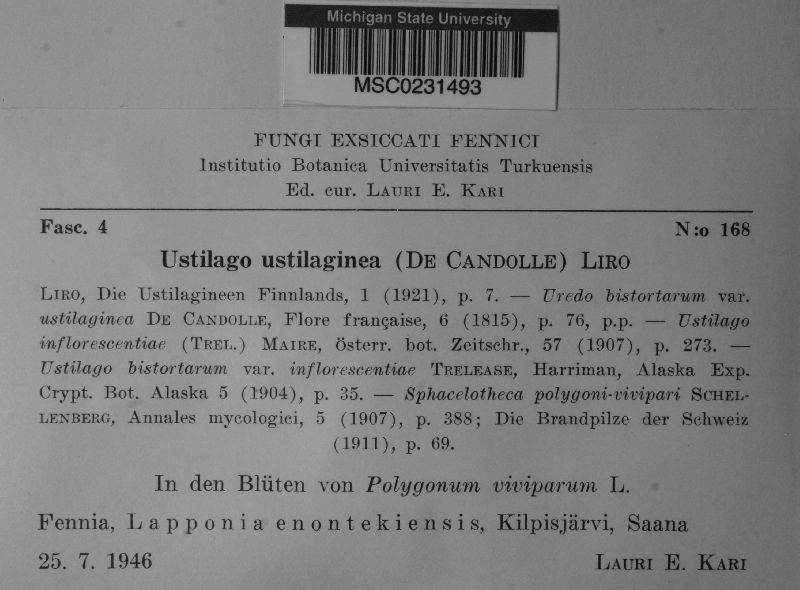 Michigan State University
MSC0231493
FUNGI EXSICCATI FENNICI
Institutio Botanica Universitatis Turkuensis
Ed. cur. LAURI E. KARI
Fasc. 4 N:o 168
Ustilago ustilaginea (DE CANDOLLE) LIRO
LIRO, Die Ustilagineen Finnlands, 1 (1921), p. 7. — Uredo bistortarum var.
ustilaginea DE CANDOLLE, Flore française, 6 (1815), p. 76, p.p. — Ustilago
inflorescentiae (TREL.) MAIRE, österr. bot. Zeitschr., 57 (1907), p. 273. —
Ustilago bistortarum var. inflorescentiae TRELEASE, Harriman, Alaska Exp.
Crypt. Bot. Alaska 5 (1904), p. 35. — Sphacelotheca polygoni-vivipari SCHEL-
LENBERG, Annales mycologici, 5 (1907), p. 388; Die Brandpilze der Schweiz
(1911), p. 69.
In den Blüten von Polygonum viviparum L.
Fennia, Lapponia enontekiensis, Kilpisjärvi, Saana
25. 7. 1946 LAURI E. KARI